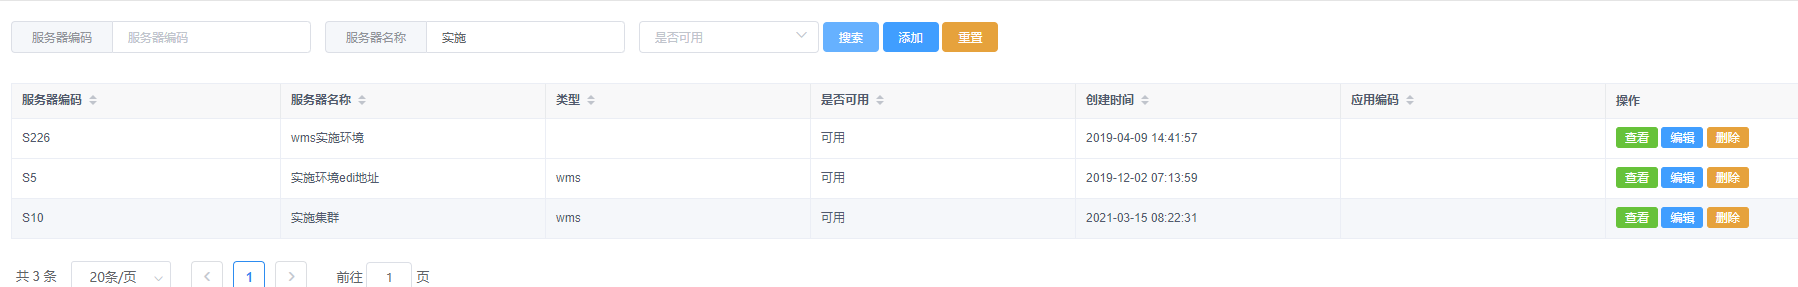 服务器编码 服务器编码 服务器名称 实施 是否可用 搜索 添加 重置
服务器编码 服务器名称 类型 是否可用 创建时间 应用编码 操作
S226 wms实施环境 可用 2019-04-09 14:41:57 查看 编辑 删除
S5 实施环境edi地址 wms 可用 2019-12-02 07:13:59 查看 编辑 删除
S10 实施集群 wms 可用 2021-03-15 08:22:31 查看 编辑 删除
共 3 条 20条/页 1 前往 1 页